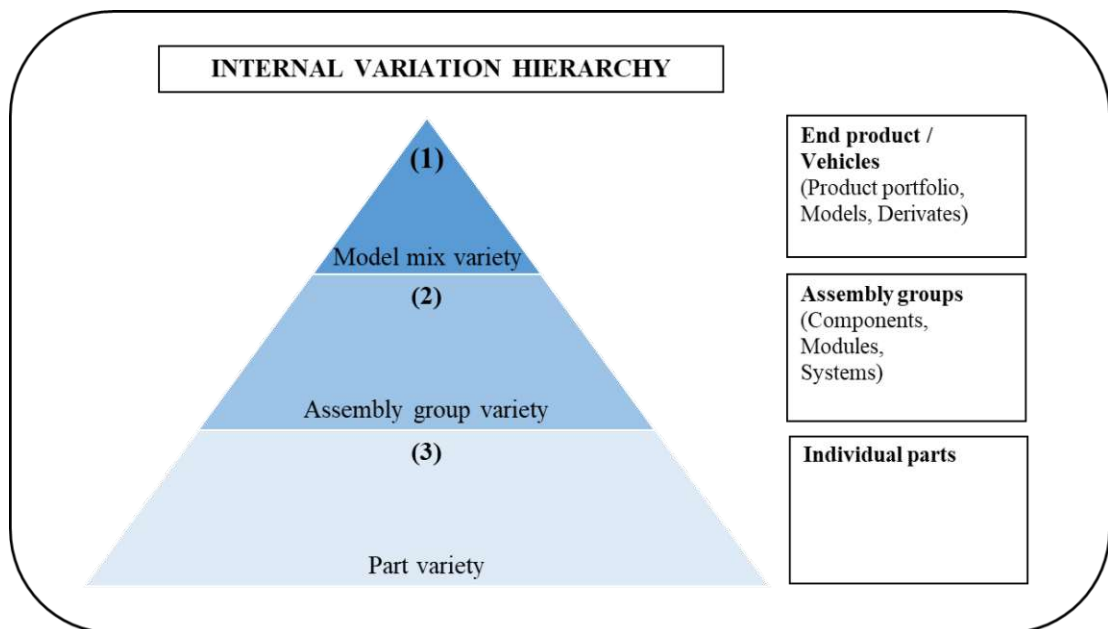 INTERNAL VARIATION HIERARCHY
(1)
Model mix variety
End product /
Vehicles
(Product portfolio,
Models, Derivates)
(2)
Assembly group variety
Assembly groups
(Components,
Modules,
Systems)
(3)
Part variety
Individual parts